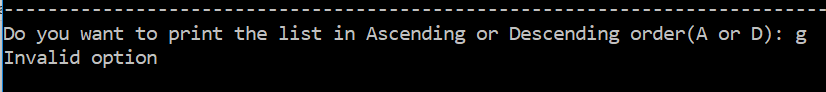 --------------------------------------------------------------------------------
Do you want to print the list in Ascending or Descending order(A or D): g
Invalid option